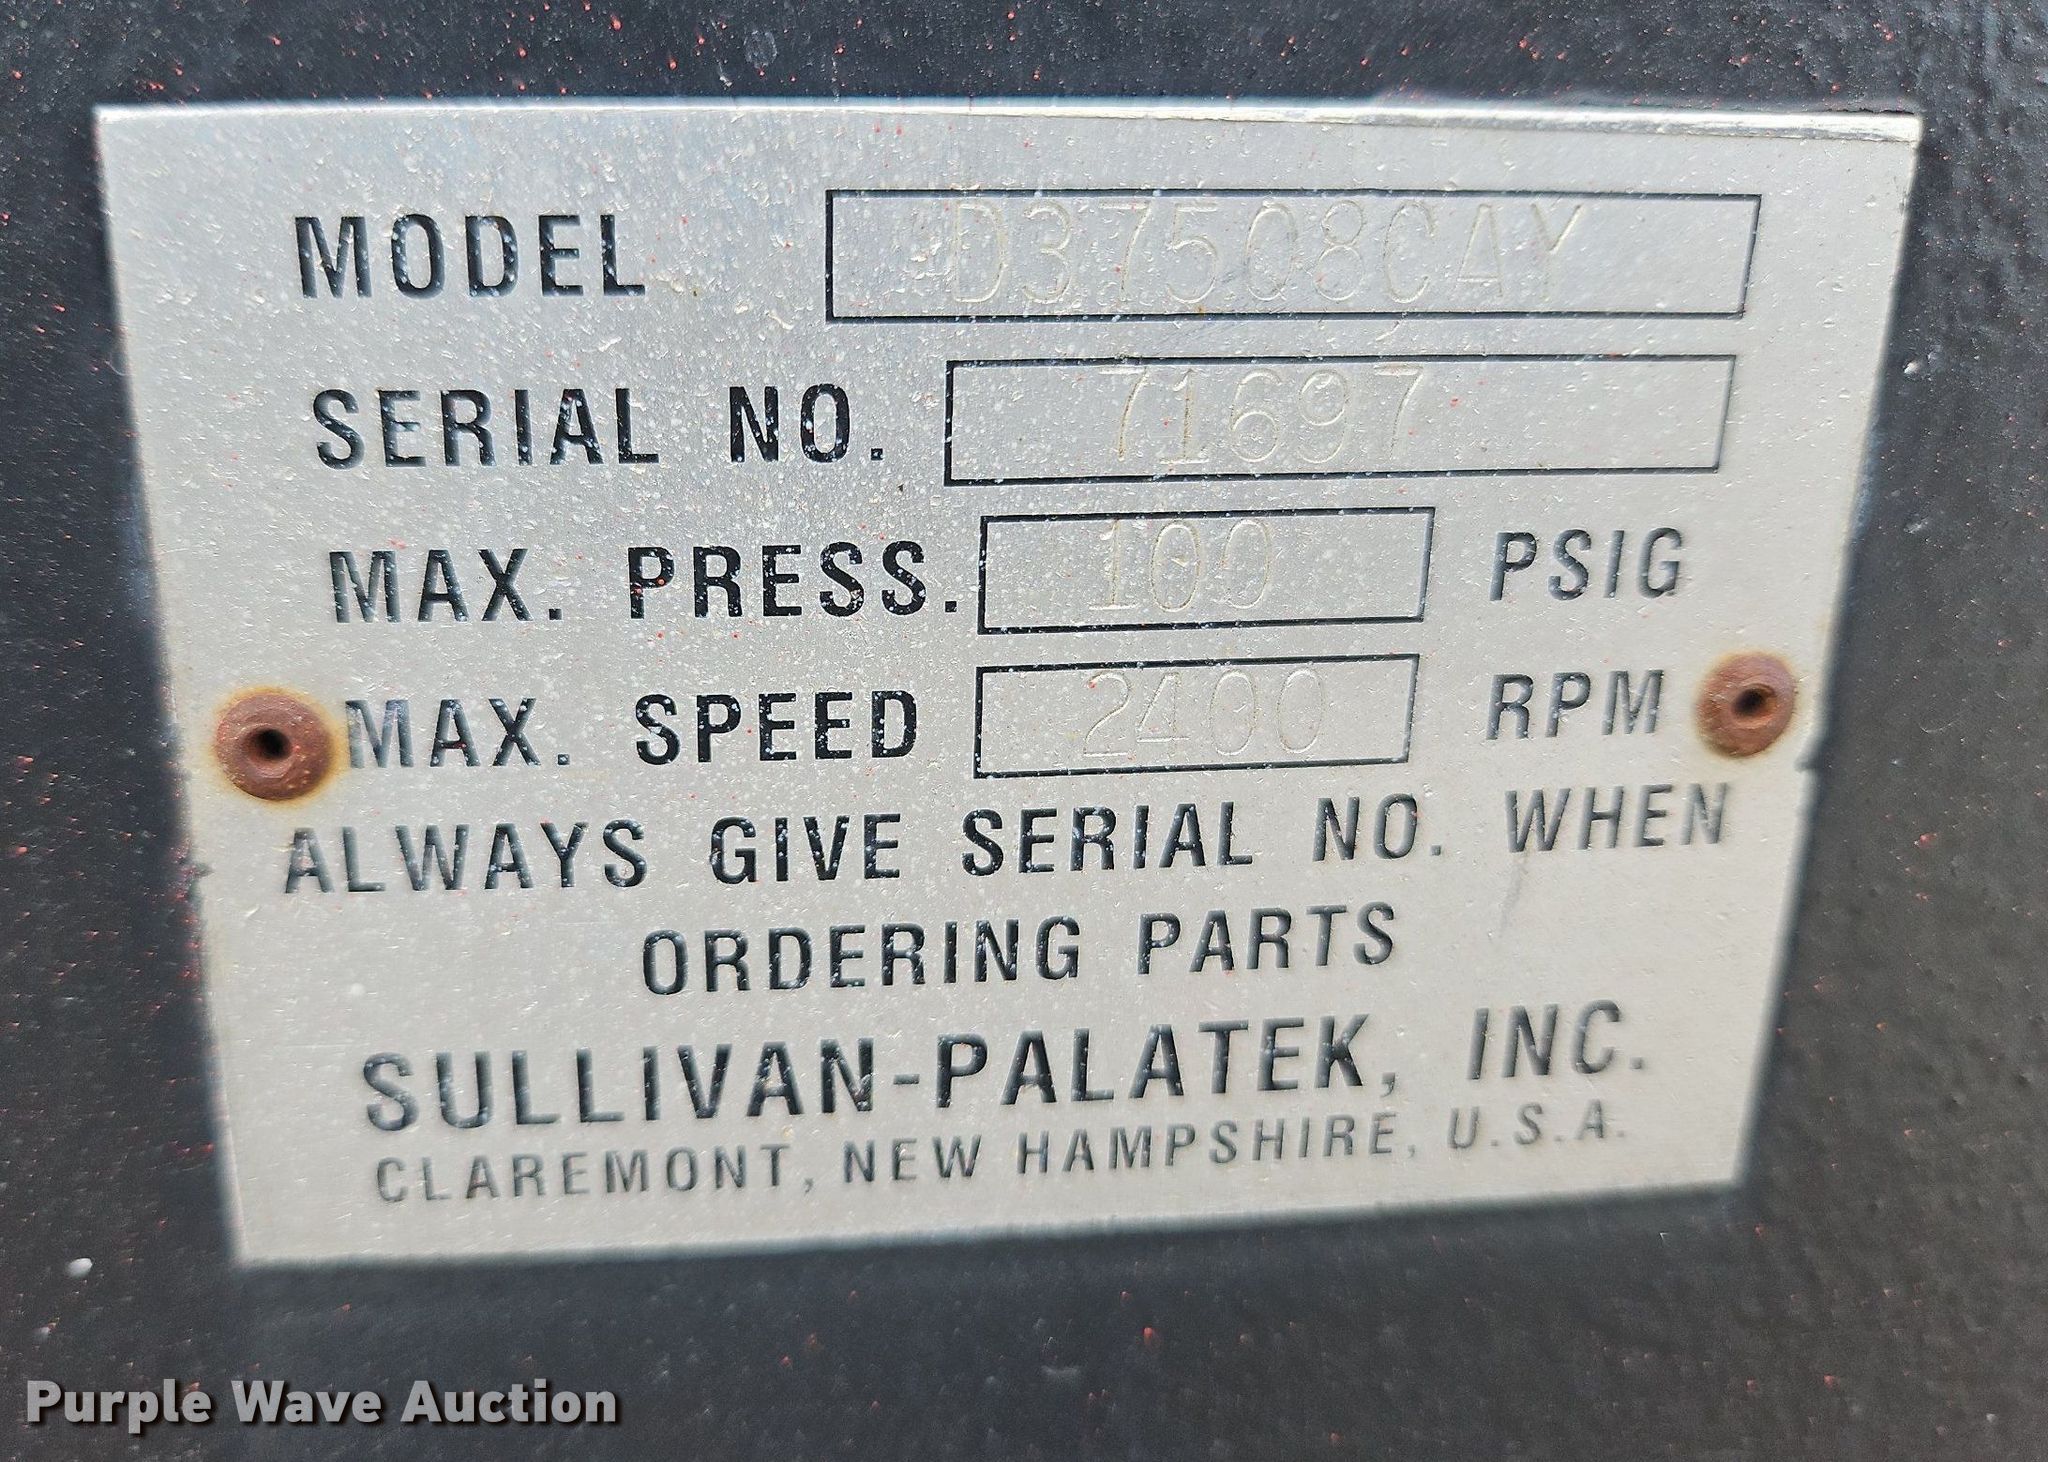 MODEL D37508CAY
SERIAL NO. 71697
MAX. PRESS. 100 PSIG
MAX. SPEED 2400 RPM
ALWAYS GIVE SERIAL NO. WHEN
ORDERING PARTS
SULLIVAN-PALATEK, INC.
CLAREMONT, NEW HAMPSHIRE, U.S.A.
Purple Wave Auction